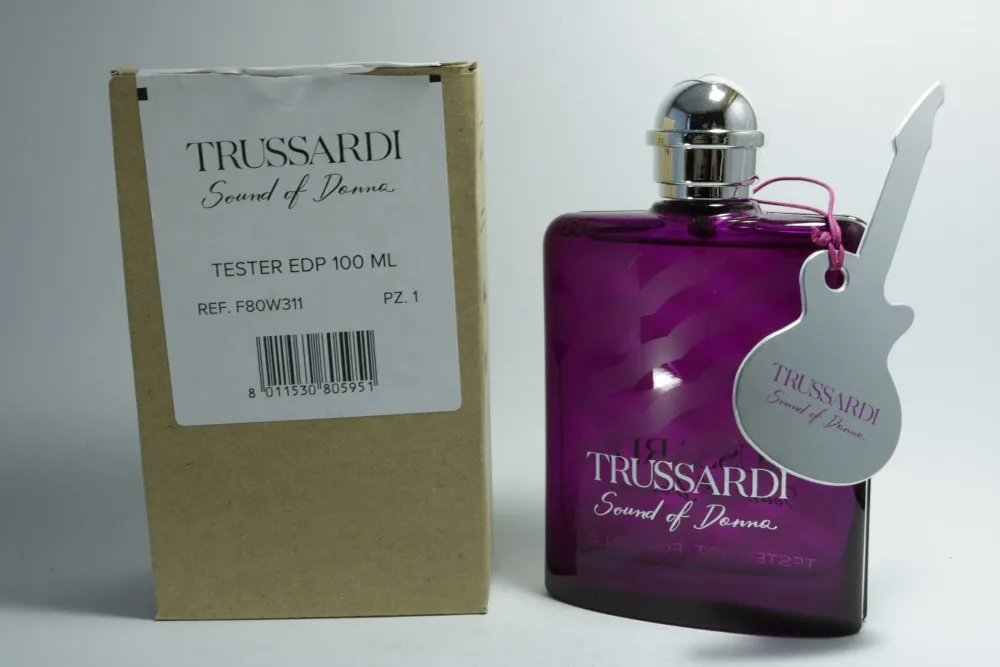 TRUSSARDI
Sound of Donna
TESTER EDP 100 ML
REF. F80W311 PZ. 1
8 011530 805951
TRUSSARDI
Sound of Donna
TRUSSARDI
Sound of Donna
TESTE